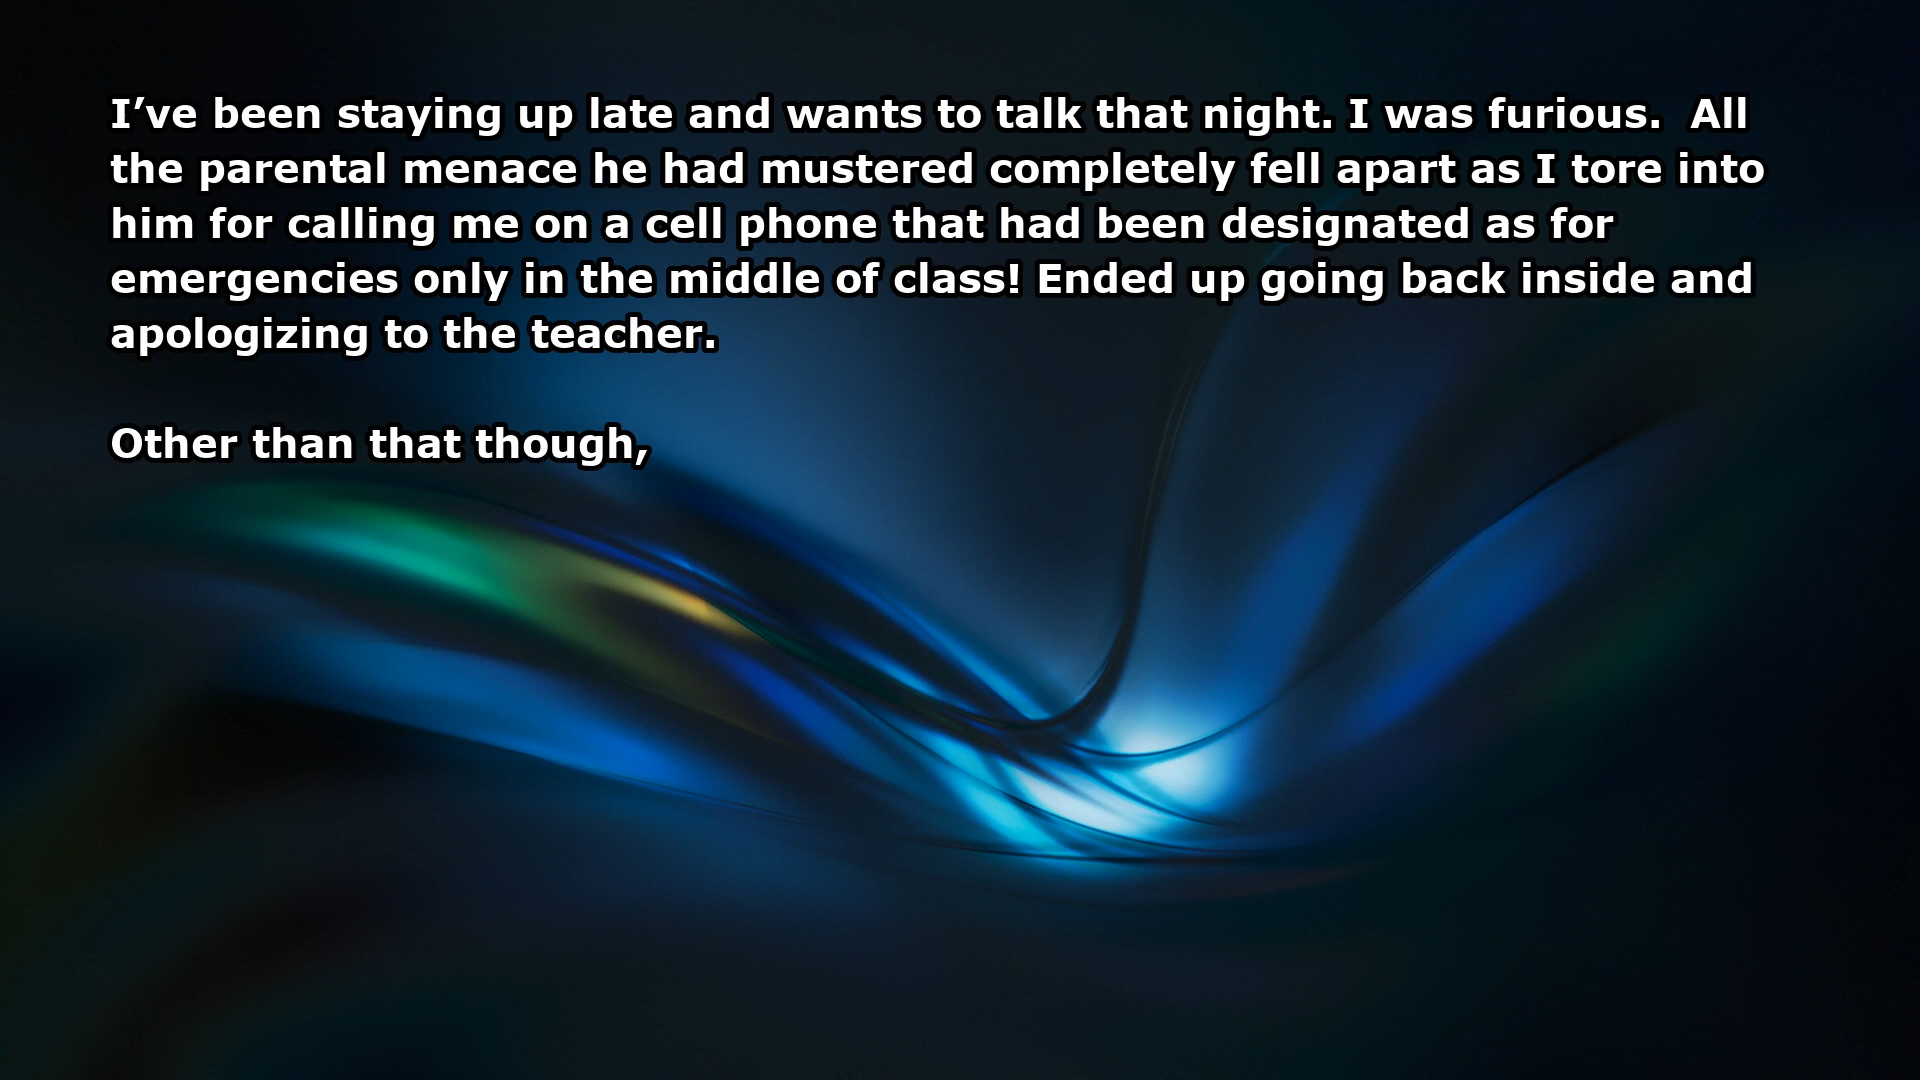 I’ve been staying up late and wants to talk that night. I was furious.  All
the parental menace he had mustered completely fell apart as I tore into
him for calling me on a cell phone that had been designated as for
emergencies only in the middle of class! Ended up going back inside and
apologizing to the teacher.

Other than that though,